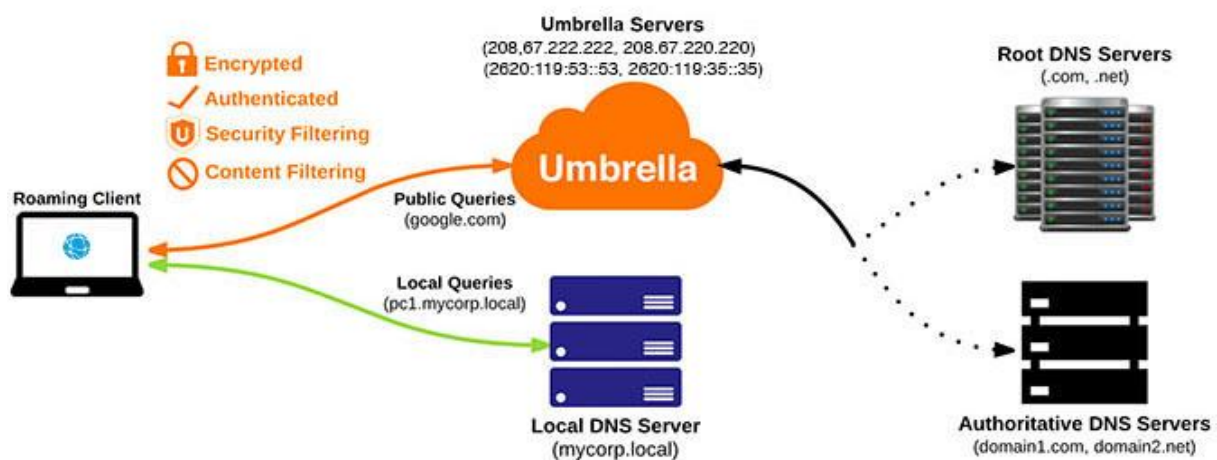 Umbrella Servers
(208,67.222.222, 208.67.220.220)
(2620:119:53::53, 2620:119:35::35)
Encrypted
Authenticated
Security Filtering
Content Filtering
Roaming Client
Umbrella
Public Queries
(google.com)
Local Queries
(pc1.mycorp.local)
Local DNS Server
(mycorp.local)
Root DNS Servers
(.com, .net)
Authoritative DNS Servers
(domain1.com, domain2.net)